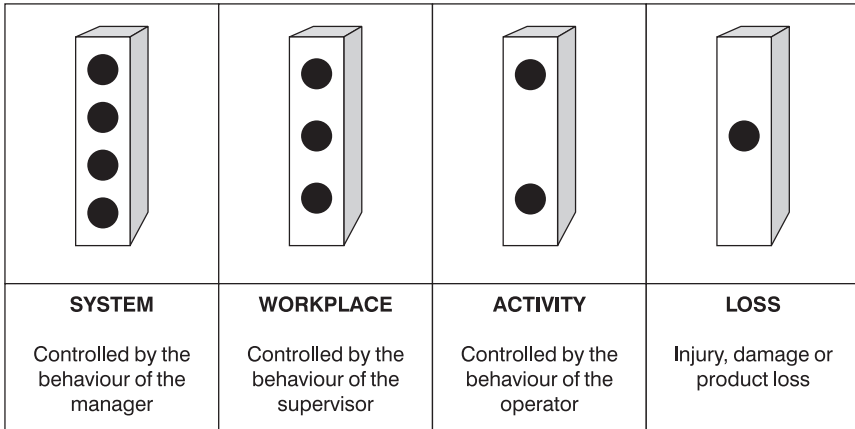 SYSTEM
Controlled by the
behaviour of the
manager
WORKPLACE
Controlled by the
behaviour of the
supervisor
ACTIVITY
Controlled by the
behaviour of the
operator
LOSS
Injury, damage or
product loss